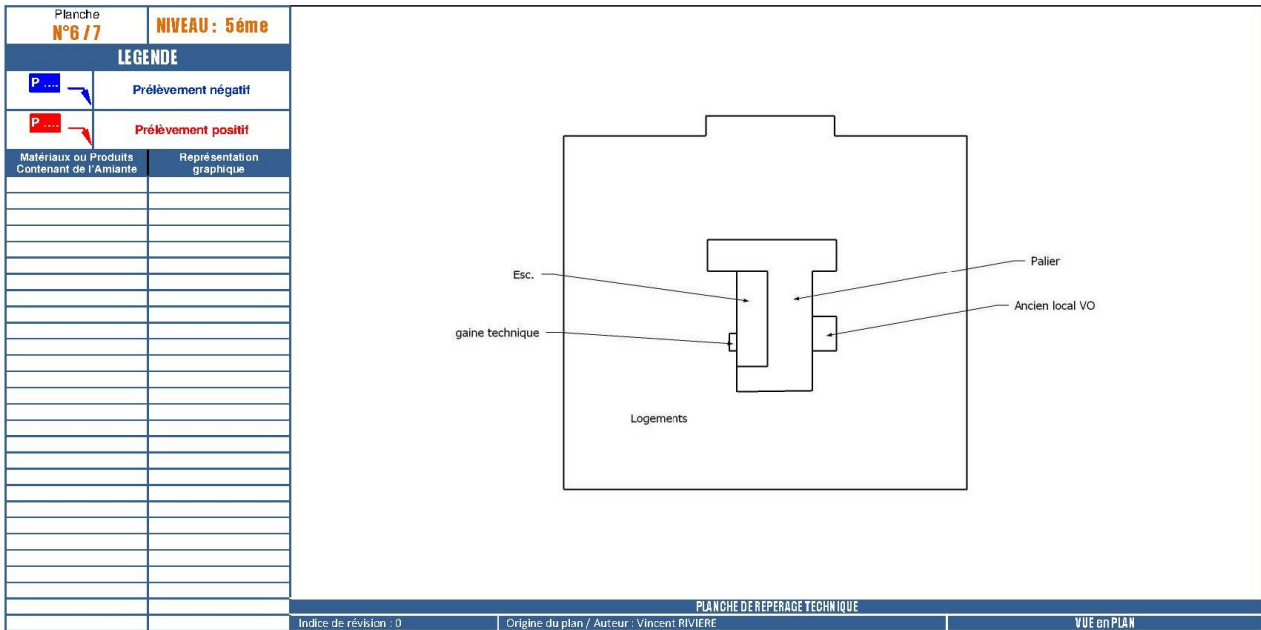 Planche
N°6 / 7
NIVEAU : 5éme
LEGENDE
P ....
Prélèvement négatif
P ....
Prélèvement positif
Matériaux ou Produits
Contenant de l'Amiante
Représentation
graphique
Esc.
Palier
Ancien local VO
gaine technique
Logements
PLANCHE DE REPERAGE TECHNIQUE
Indice de révision : 0
Origine du plan / Auteur : Vincent RIVIERE
VUE en PLAN